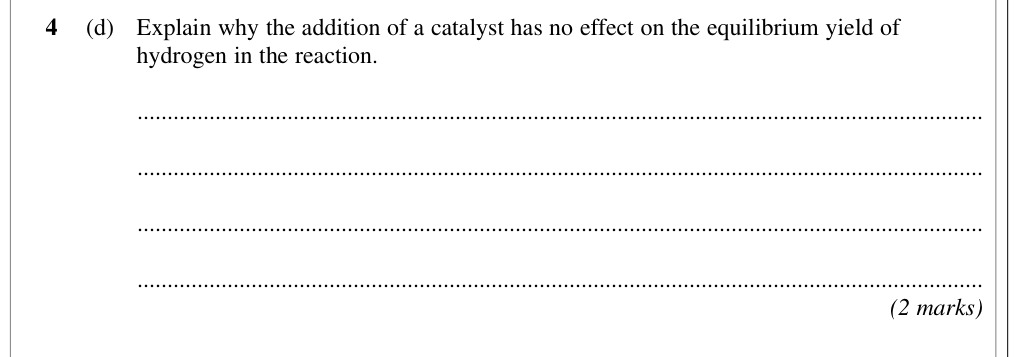 4 (d) Explain why the addition of a catalyst has no effect on the equilibrium yield of
hydrogen in the reaction.
..............................................................................................................................................
..............................................................................................................................................
..............................................................................................................................................
..............................................................................................................................................
(2 marks)